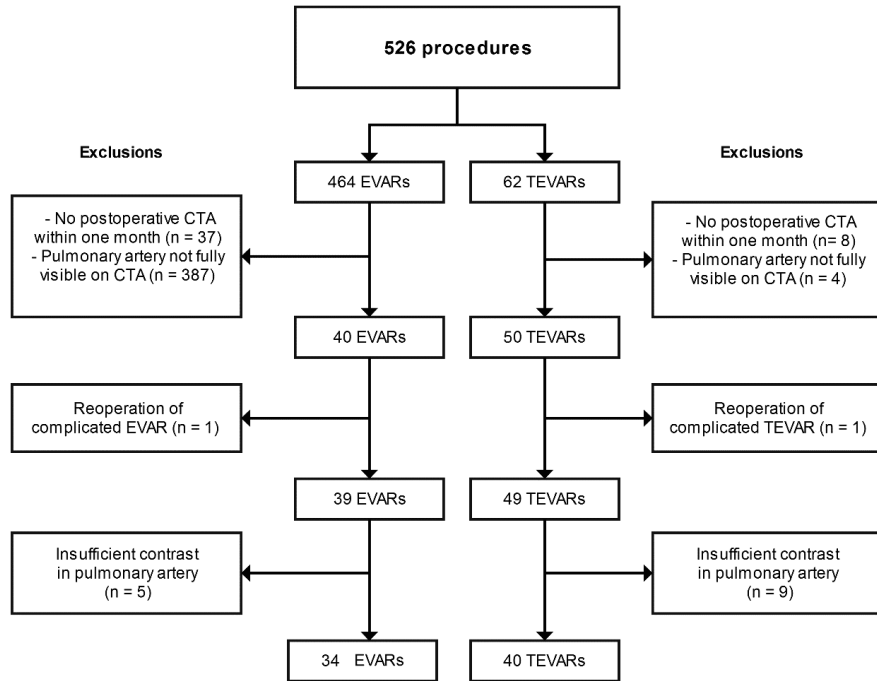 526 procedures
Exclusions
Exclusions
464 EVARs
62 TEVARs
- No postoperative CTA
within one month (n = 37)
- Pulmonary artery not fully
visible on CTA (n = 387)
- No postoperative CTA
within one month (n= 8)
- Pulmonary artery not fully
visible on CTA (n = 4)
40 EVARs
50 TEVARs
Reoperation of
complicated EVAR (n = 1)
Reoperation of
complicated TEVAR (n = 1)
39 EVARs
49 TEVARs
Insufficient contrast
in pulmonary artery
(n = 5)
Insufficient contrast
in pulmonary artery
(n = 9)
34 EVARs
40 TEVARs